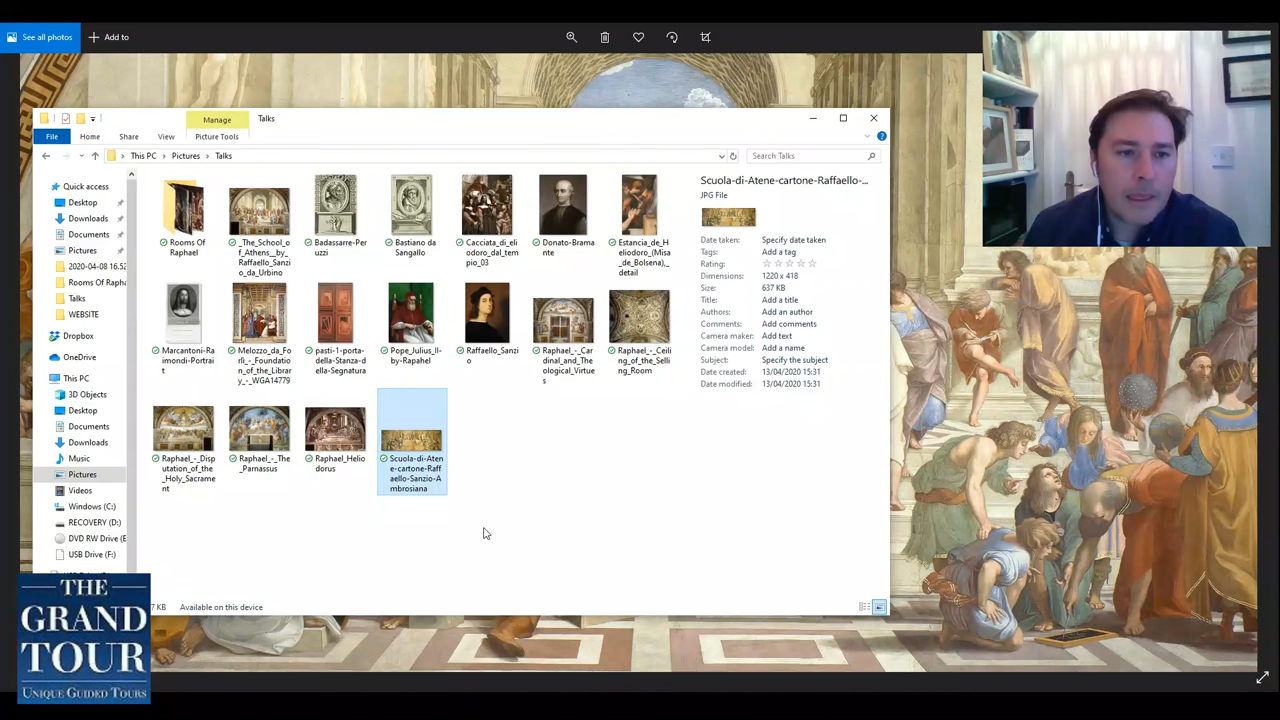 See all photos
Add to
Manage
Talks
File
Home
Share
View
Picture Tools
This PC
Pictures
Talks
Search Talks
Quick access
Desktop
Downloads
Documents
Pictures
2020-04-08 16.52
Rooms Of Rapha
Talks
WEBSITE
Dropbox
OneDrive
This PC
3D Objects
Desktop
Documents
Downloads
Music
Pictures
Videos
Windows (C:)
RECOVERY (D:)
DVD RW Drive (E
USB Drive (F:)
Rooms Of
Raphael
_The_School_o
f_Athens__by_
Raffaello_Sanzi
o_da_Urbino
Badassarre-Per
uzzi
Bastiano da
Sangallo
Cacciata_di_eli
odoro_dal_tem
pio_03
Donato-Brama
nte
Estancia_de_H
eliodoro_(Misa
_de_Bolsena),_
detail
Marcantoni-Ra
imondi-Portrai
t
Melozzo_da_Fo
rlì_-_Foundatio
n_of_the_Librar
y_-_WGA14779
pasti-1-porta
-della-Stanza-d
ella-Segnatura
Pope_Julius_II-
by-Rapahel
Raffaello_Sanzi
o
Raphael_-_Car
dinal_and_The
ological_Virtue
s
Raphael_-_Ceili
ng_of_the_Selli
ng_Room
Raphael_-_Disp
utation_of_the
_Holy_Sacrame
nt
Raphael_-_The
_Parnassus
Raphael_Helio
dorus
Scuola-di-Aten
e-cartone-Raff
aello-Sanzio-A
mbrosiana
Scuola-di-Atene-cartone-Raffaello-...
JPG File
Date taken: Specify date taken
Tags: Add a tag
Rating:
Dimensions: 1220 x 418
Size: 637 KB
Title: Add a title
Authors: Add an author
Comments: Add comments
Camera maker: Add text
Camera model: Add a name
Subject: Specify the subject
Date created: 13/04/2020 15:31
Date modified: 13/04/2020 15:31
7 KB Available on this device
THE
GRAND
TOUR
UNIQUE GUIDED TOURS